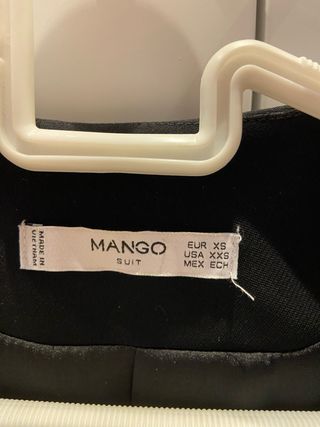 MADE IN
VIETNAM
MANGO
SUIT
EUR XS
USA XXS
MEX ECH